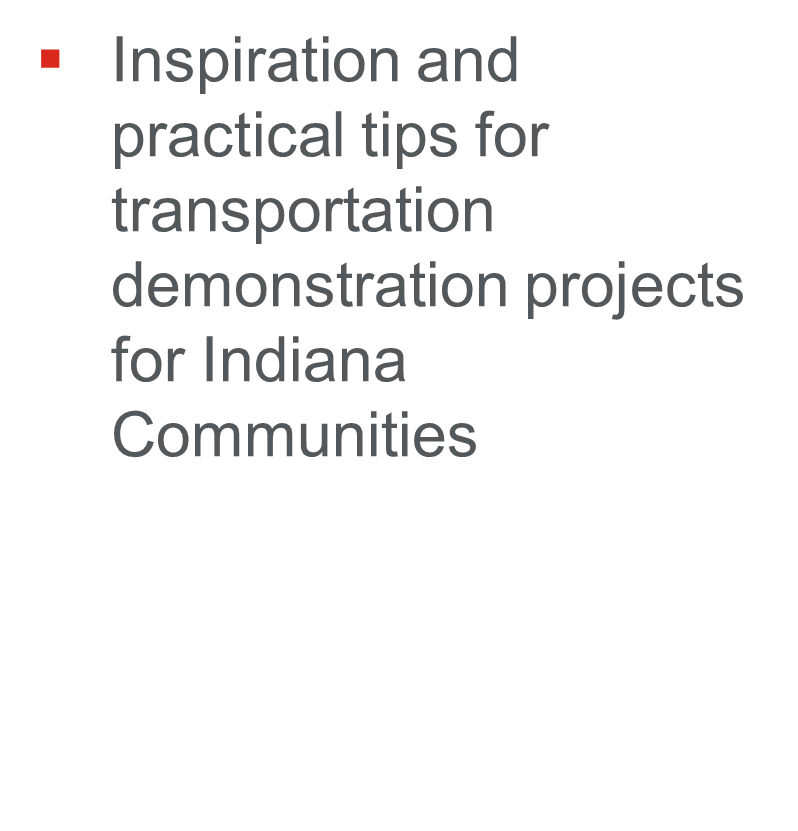 ▪ Inspiration and
practical tips for
transportation
demonstration projects
for Indiana
Communities